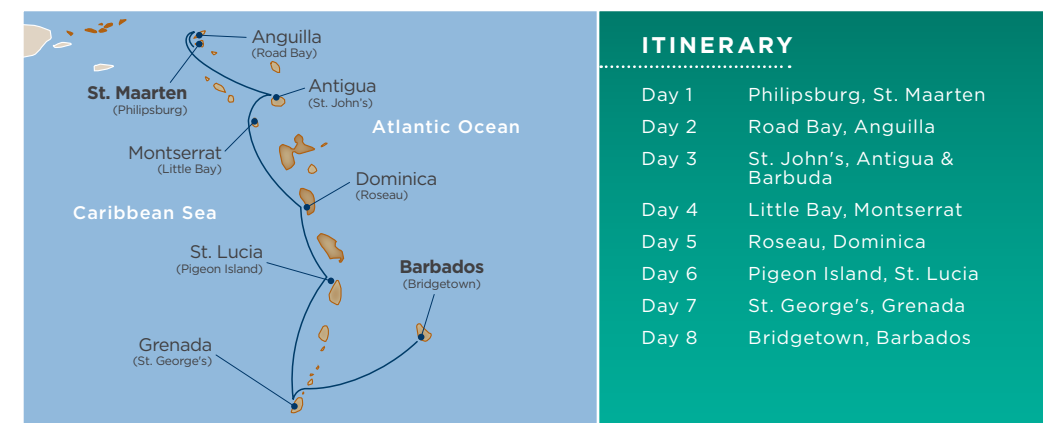 Anguilla
(Road Bay)
St. Maarten
(Philipsburg)
Antigua
(St. John's)
Atlantic Ocean
Montserrat
(Little Bay)
Dominica
(Roseau)
Caribbean Sea
St. Lucia
(Pigeon Island)
Barbados
(Bridgetown)
Grenada
(St. George's)
ITINERARY
Day 1 Philipsburg, St. Maarten
Day 2 Road Bay, Anguilla
Day 3 St. John's, Antigua &
Barbuda
Day 4 Little Bay, Montserrat
Day 5 Roseau, Dominica
Day 6 Pigeon Island, St. Lucia
Day 7 St. George's, Grenada
Day 8 Bridgetown, Barbados